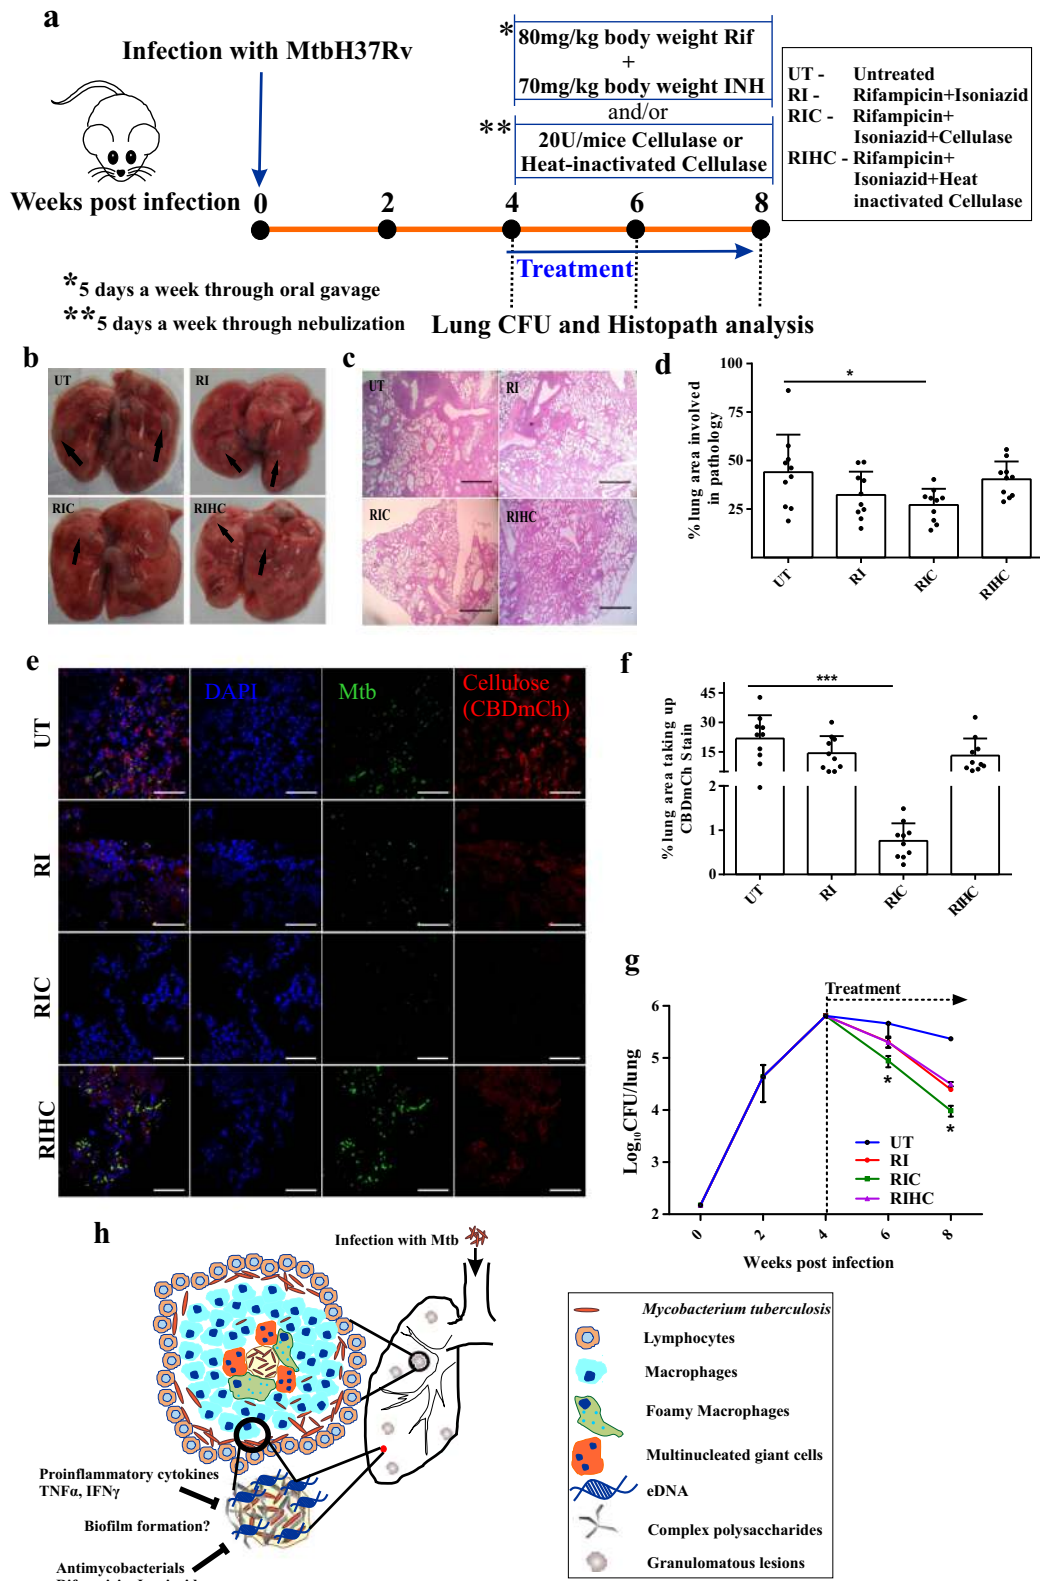 a
Infection with MtbH37Rv
*
80mg/kg body weight Rif
+
70mg/kg body weight INH
and/or
**
20U/mice Cellulase or
Heat-inactivated Cellulase
UT - Untreated
RI - Rifampicin+Isoniazid
RIC - Rifampicin+
Isoniazid+Cellulase
RIHC - Rifampicin+
Isoniazid+Heat
inactivated Cellulase
Weeks post infection 0 2 4 6 8
Treatment
*5 days a week through oral gavage
**5 days a week through nebulization
Lung CFU and Histopath analysis
b
UT
RI
RIC
RIHC
c
UT
RI
RIC
RIHC
d
% lung area involved
in pathology
100
75
50
25
*
UT
RI
RIC
RIHC
e
DAPI
Mtb
Cellulose
(CBDmCh)
UT
RI
RIC
RIHC
f
% lung area taking up
CBDmCh Stain
45
30
15
2
1
0
***
UT
RI
RIC
RIHC
g
Treatment
Log10CFU/lung
6
5
4
3
2
*
*
UT
RI
RIC
RIHC
0
2
4
6
8
Weeks post infection
h
Infection with Mtb
Proinflammatory cytokines
TNFα, IFNγ
Biofilm formation?
Antimycobacterials
Mycobacterium tuberculosis
Lymphocytes
Macrophages
Foamy Macrophages
Multinucleated giant cells
eDNA
Complex polysaccharides
Granulomatous lesions